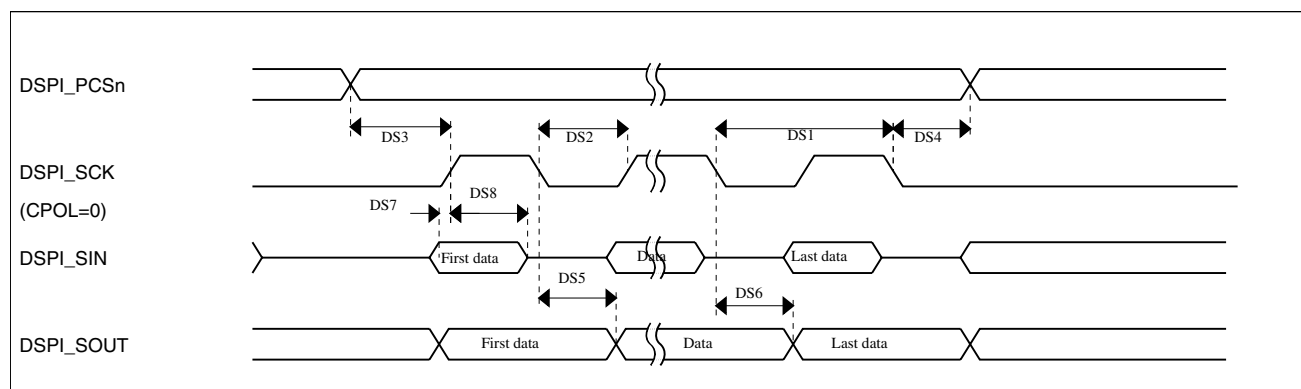 DSPI_PCSn
DS3
DS2
DS1
DS4
DSPI_SCK
(CPOL=0)
DS7
DS8
DSPI_SIN
First data
Data
Last data
DS5
DS6
DSPI_SOUT
First data
Data
Last data